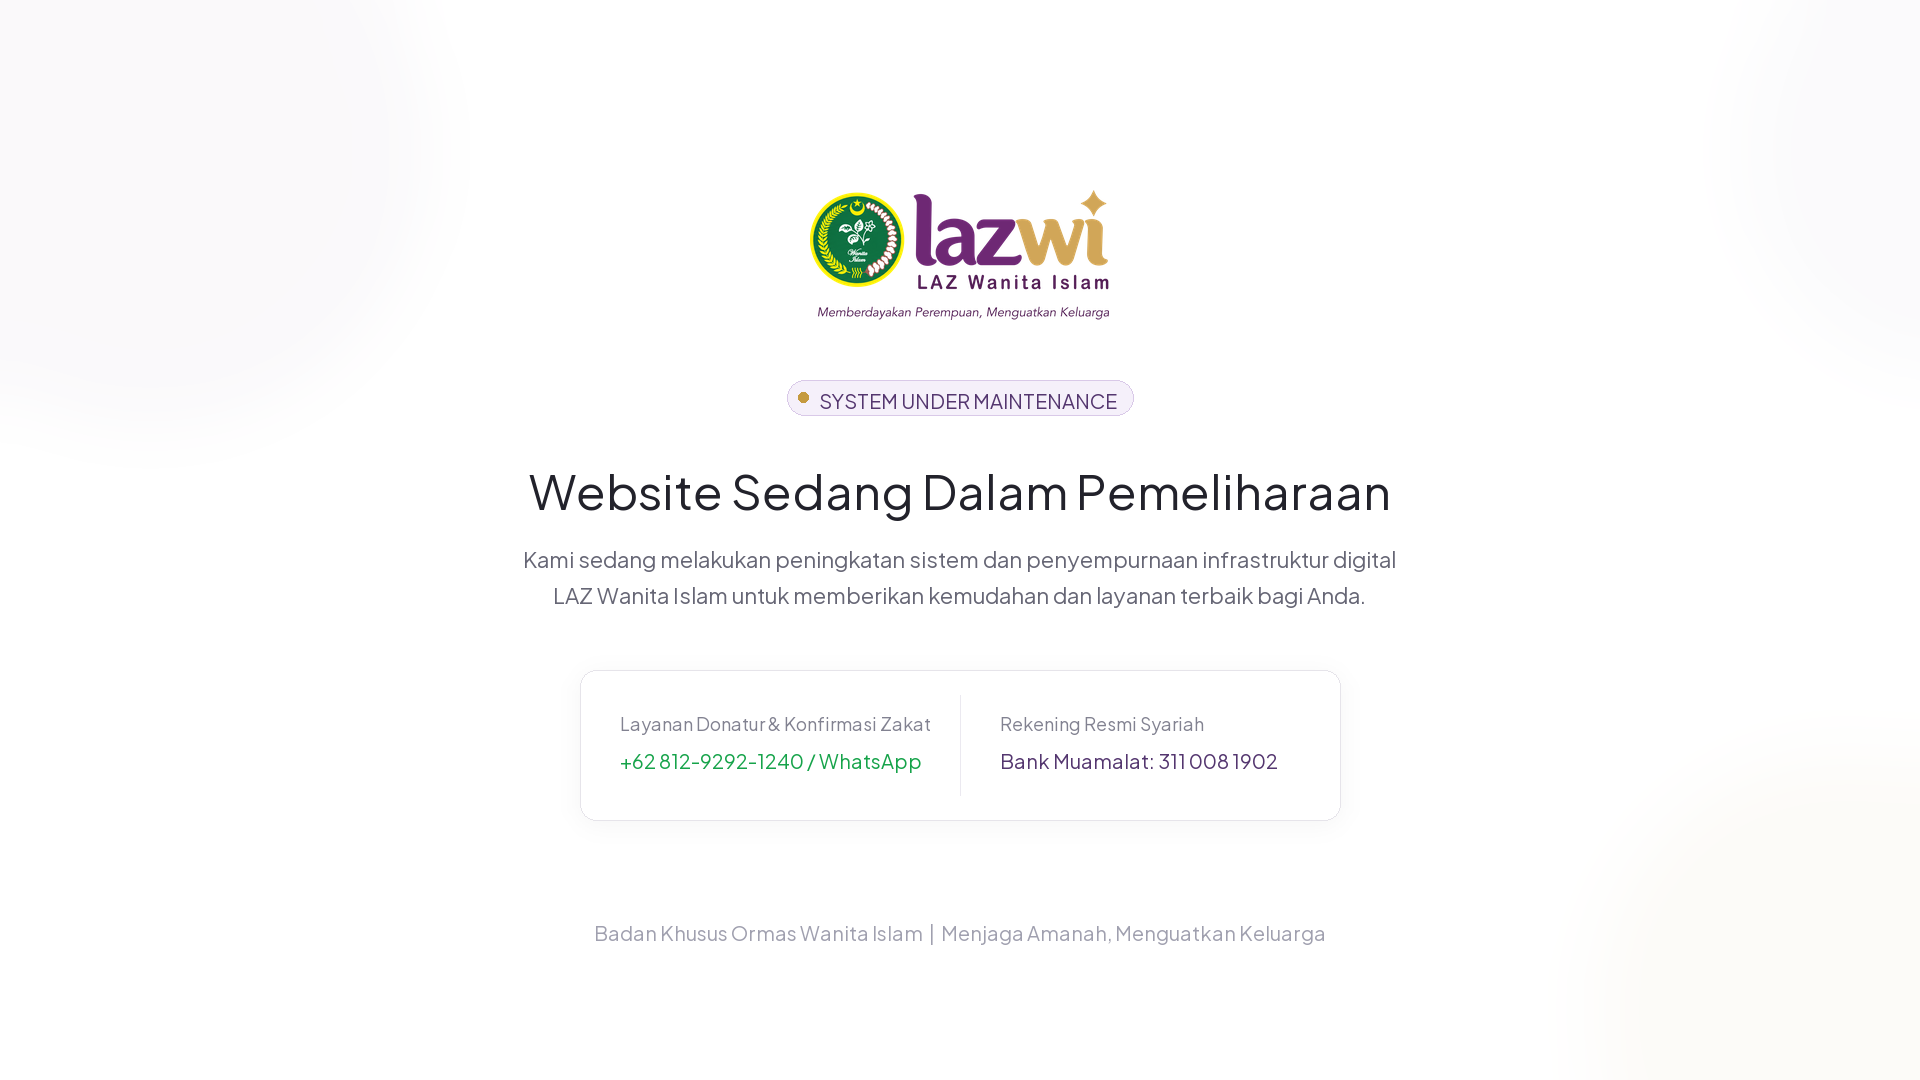 Wanita
Islam
lazwi
LAZ Wanita Islam
Memberdayakan Perempuan, Menguatkan Keluarga
SYSTEM UNDER MAINTENANCE
Website Sedang Dalam Pemeliharaan
Kami sedang melakukan peningkatan sistem dan penyempurnaan infrastruktur digital
LAZ Wanita Islam untuk memberikan kemudahan dan layanan terbaik bagi Anda.
Layanan Donatur & Konfirmasi Zakat
+62 812-9292-1240 / WhatsApp
Rekening Resmi Syariah
Bank Muamalat: 311 008 1902
Badan Khusus Ormas Wanita Islam | Menjaga Amanah, Menguatkan Keluarga